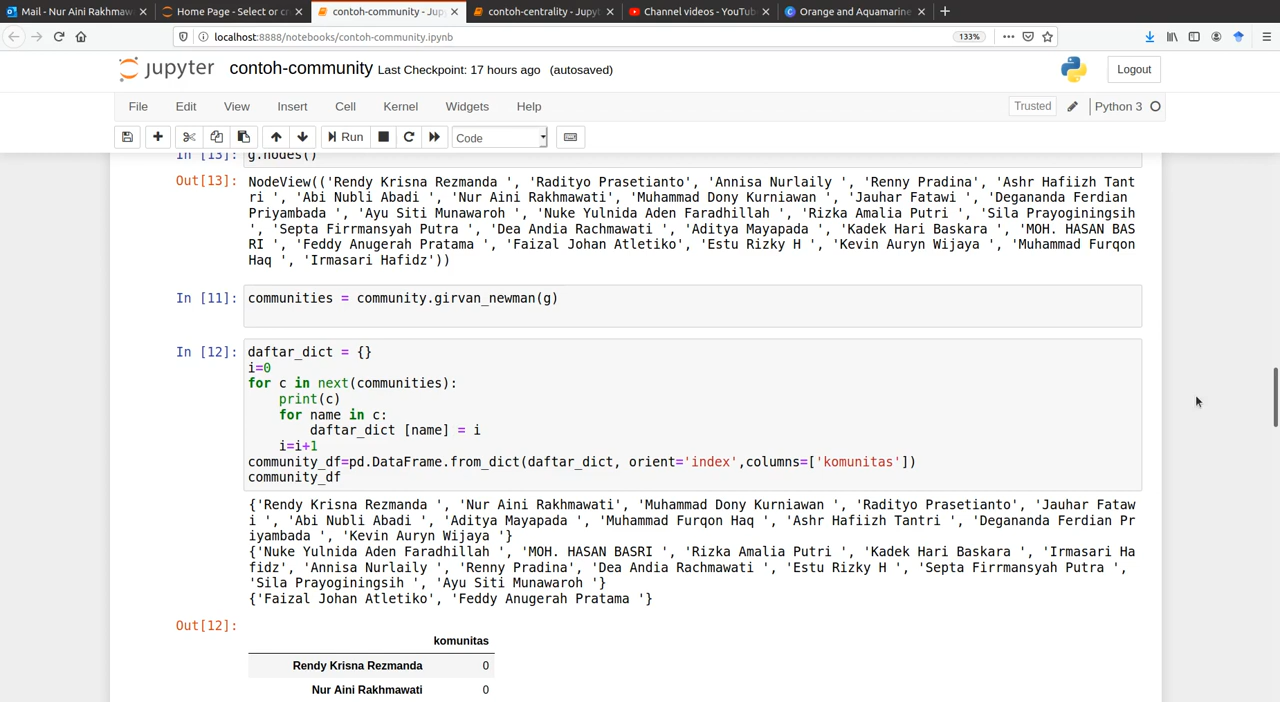 Mail - Nur Aini Rakhmaw
Home Page - Select or cre
contoh-community - Jup
contoh-centrality - Jupyt
Channel videos - YouTub
Orange and Aquamarine
localhost:8888/notebooks/contoh-community.ipynb
133%
jupyter contoh-community Last Checkpoint: 17 hours ago (autosaved)
Logout
File Edit View Insert Cell Kernel Widgets Help
Trusted
Python 3
Run
Code
In [13]: g.nodes()
Out[13]: NodeView(('Rendy Krisna Rezmanda ', 'Radityo Prasetianto', 'Annisa Nurlaily ', 'Renny Pradina', 'Ashr Hafiizh Tant
ri ', 'Abi Nubli Abadi ', 'Nur Aini Rakhmawati', 'Muhammad Dony Kurniawan ', 'Jauhar Fatawi ', 'Degananda Ferdian
Priyambada ', 'Ayu Siti Munawaroh ', 'Nuke Yulnida Aden Faradhillah ', 'Rizka Amalia Putri ', 'Sila Prayoginingsih
', 'Septa Firrmansyah Putra ', 'Dea Andia Rachmawati ', 'Aditya Mayapada ', 'Kadek Hari Baskara ', 'MOH. HASAN BAS
RI ', 'Feddy Anugerah Pratama ', 'Faizal Johan Atletiko', 'Estu Rizky H ', 'Kevin Auryn Wijaya ', 'Muhammad Furqon
Haq ', 'Irmasari Hafidz'))
In [11]: communities = community.girvan_newman(g)
In [12]: daftar_dict = {}
i=0
for c in next(communities):
    print(c)
    for name in c:
        daftar_dict [name] = i
    i=i+1
community_df=pd.DataFrame.from_dict(daftar_dict, orient='index',columns=['komunitas'])
community_df
{'Rendy Krisna Rezmanda ', 'Nur Aini Rakhmawati', 'Muhammad Dony Kurniawan ', 'Radityo Prasetianto', 'Jauhar Fataw
i ', 'Abi Nubli Abadi ', 'Aditya Mayapada ', 'Muhammad Furqon Haq ', 'Ashr Hafiizh Tantri ', 'Degananda Ferdian Pr
iyambada ', 'Kevin Auryn Wijaya '}
{'Nuke Yulnida Aden Faradhillah ', 'MOH. HASAN BASRI ', 'Rizka Amalia Putri ', 'Kadek Hari Baskara ', 'Irmasari Ha
fidz', 'Annisa Nurlaily ', 'Renny Pradina', 'Dea Andia Rachmawati ', 'Estu Rizky H ', 'Septa Firrmansyah Putra ',
'Sila Prayoginingsih ', 'Ayu Siti Munawaroh '}
{'Faizal Johan Atletiko', 'Feddy Anugerah Pratama '}
Out[12]:
komunitas
Rendy Krisna Rezmanda 0
Nur Aini Rakhmawati 0